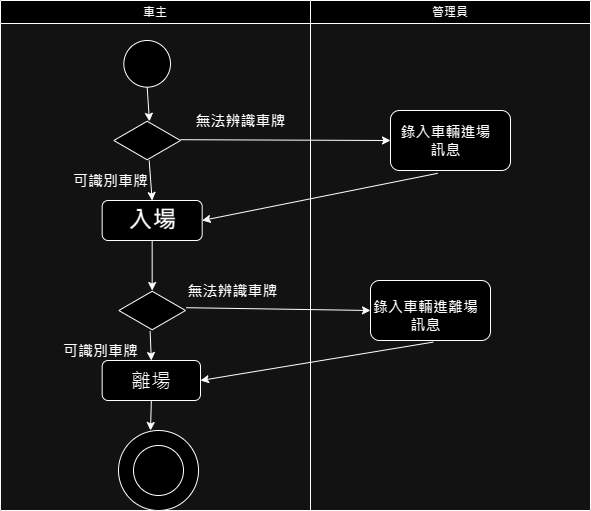 車主
管理員
無法辨識車牌
錄入車輛進場
訊息
可識別車牌
入場
無法辨識車牌
錄入車輛進離場
訊息
可識別車牌
離場